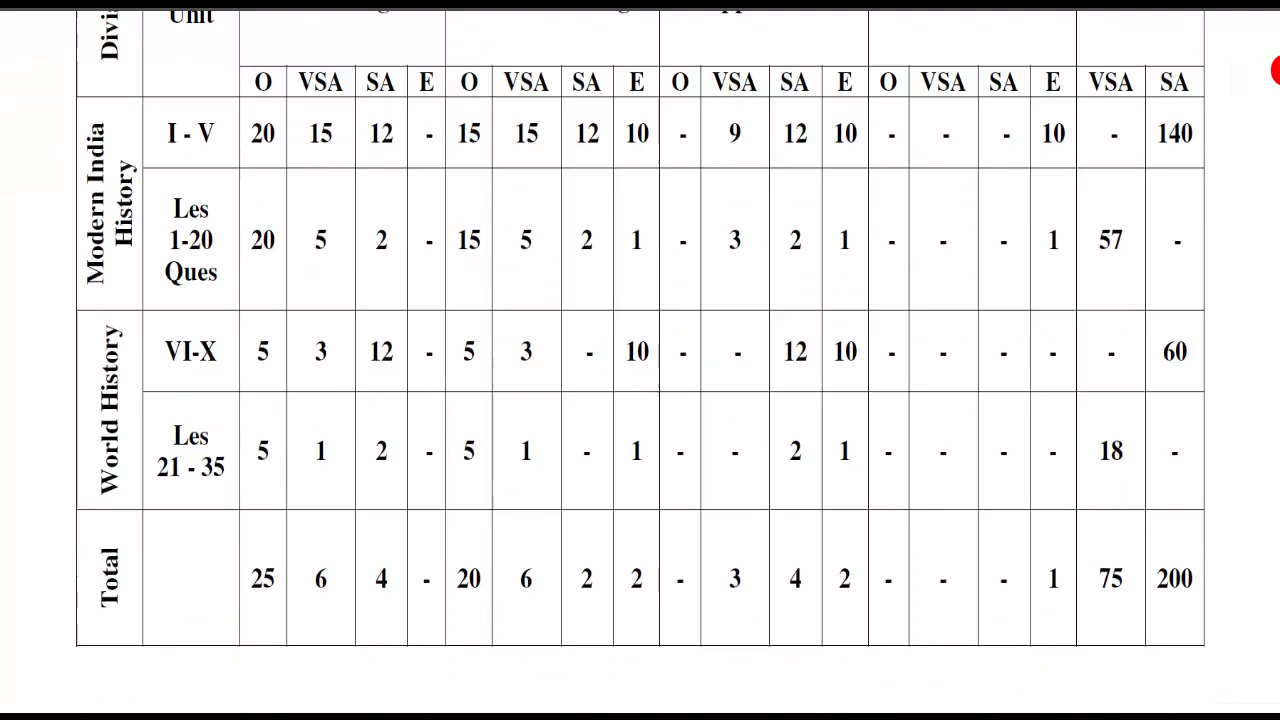 Unit
O VSA SA E O VSA SA E O VSA SA E O VSA SA E VSA SA
Modern India
History
I - V 20 15 12 - 15 15 12 10 - 9 12 10 - - - 10 - 140
Les
1-20
Ques
20 5 2 - 15 5 2 1 - 3 2 1 - - - 1 57 -
World History
VI-X 5 3 12 - 5 3 - 10 - - 12 10 - - - - - 60
Les
21 - 35
5 1 2 - 5 1 - 1 - - 2 1 - - - - 18 -
Total 25 6 4 - 20 6 2 2 - 3 4 2 - - - 1 75 200